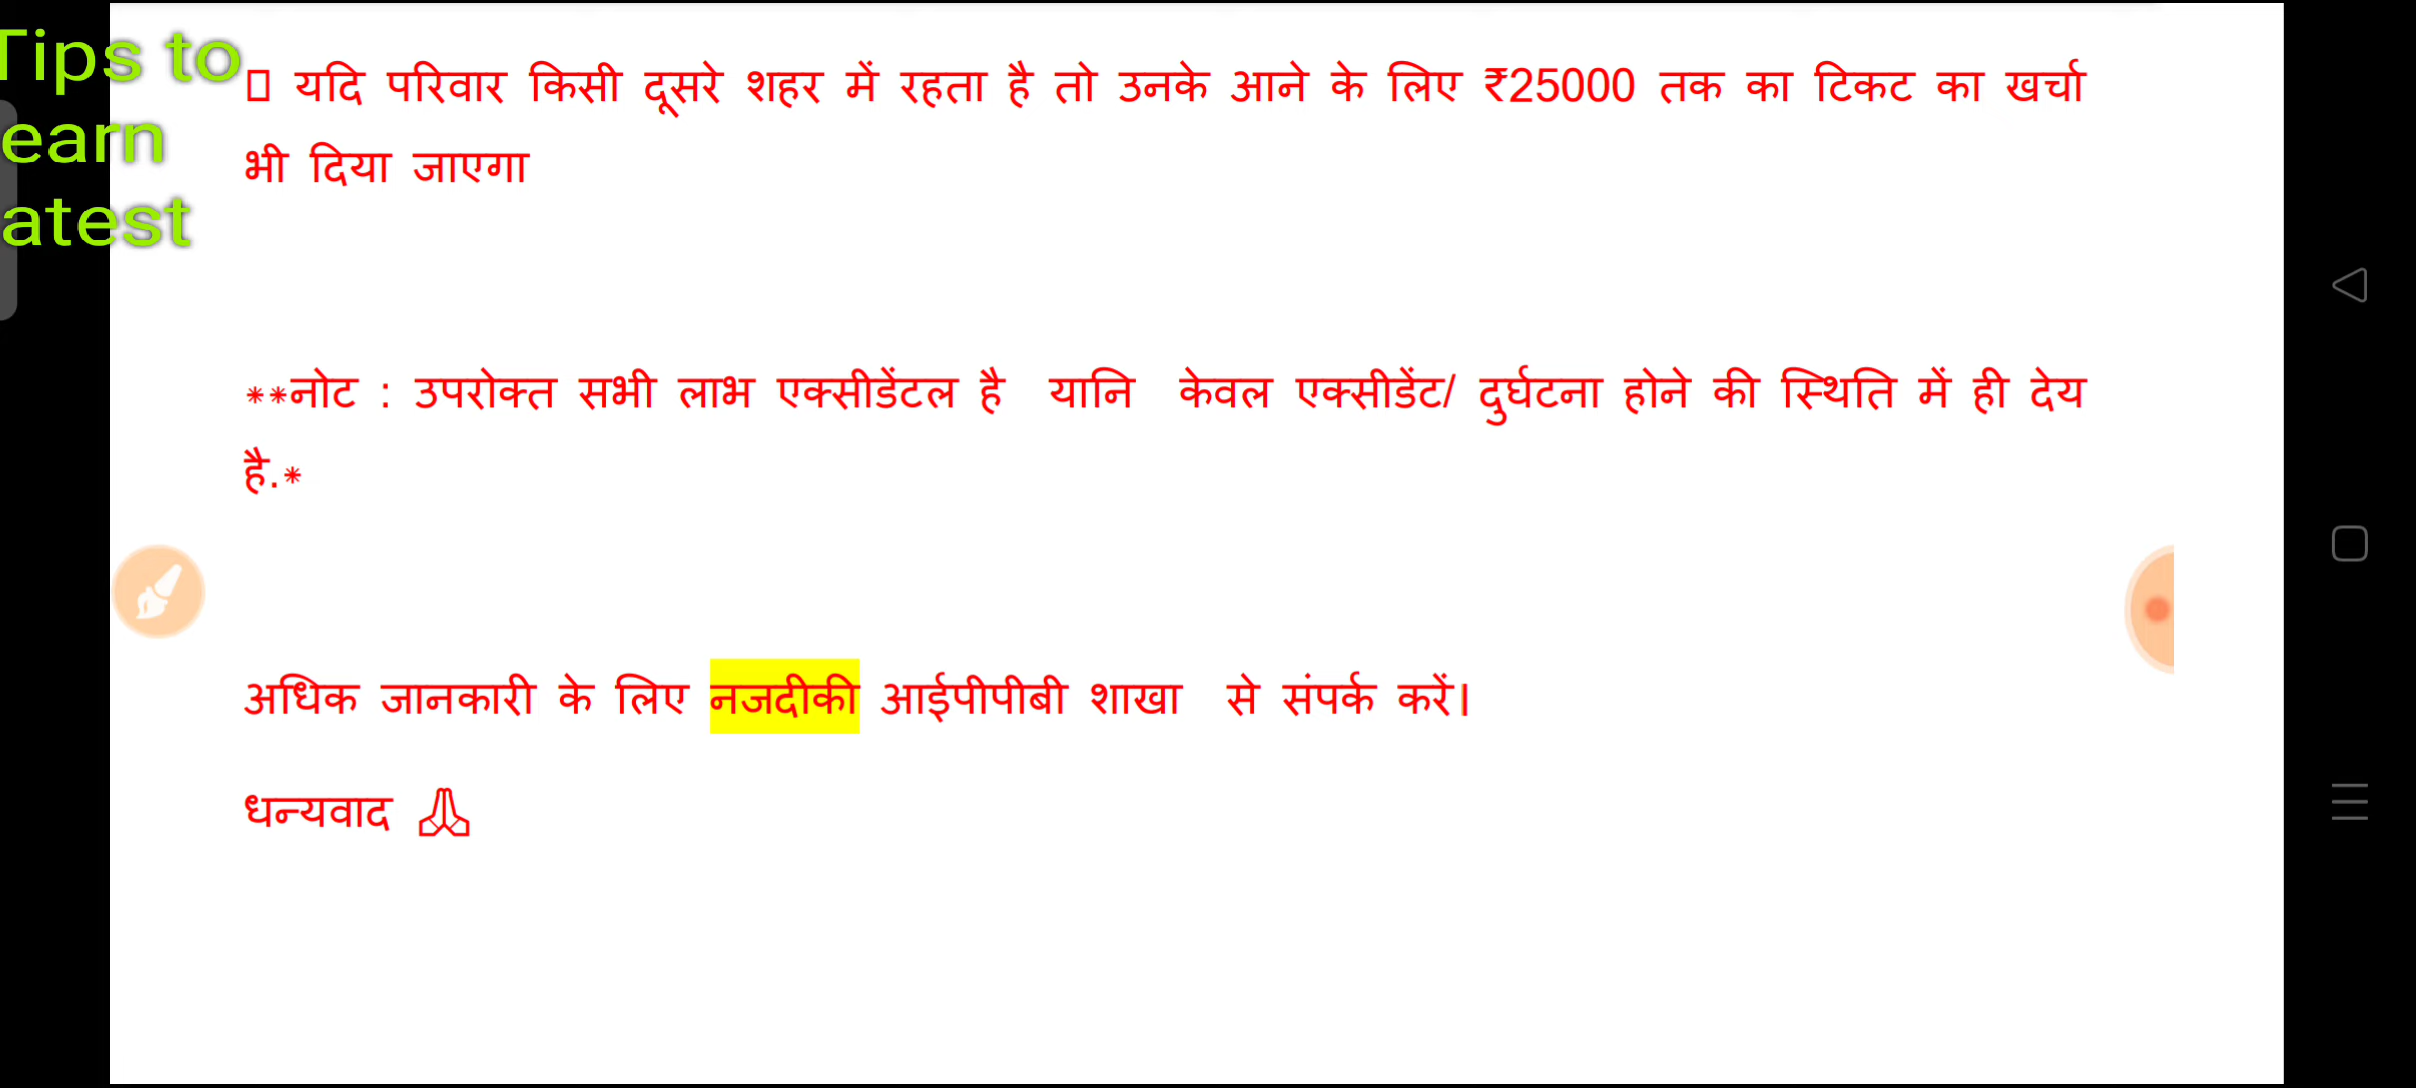 Tips to
earn
atest
यदि परिवार किसी दूसरे शहर में रहता है तो उनके आने के लिए ₹25000 तक का टिकट का खर्चा
भी दिया जाएगा
**नोट : उपरोक्त सभी लाभ एक्सीडेंटल है यानि केवल एक्सीडेंट/ दुर्घटना होने की स्थिति में ही देय
है.*
अधिक जानकारी के लिए नजदीकी आईपीपीबी शाखा से संपर्क करें।
धन्यवाद 🙏